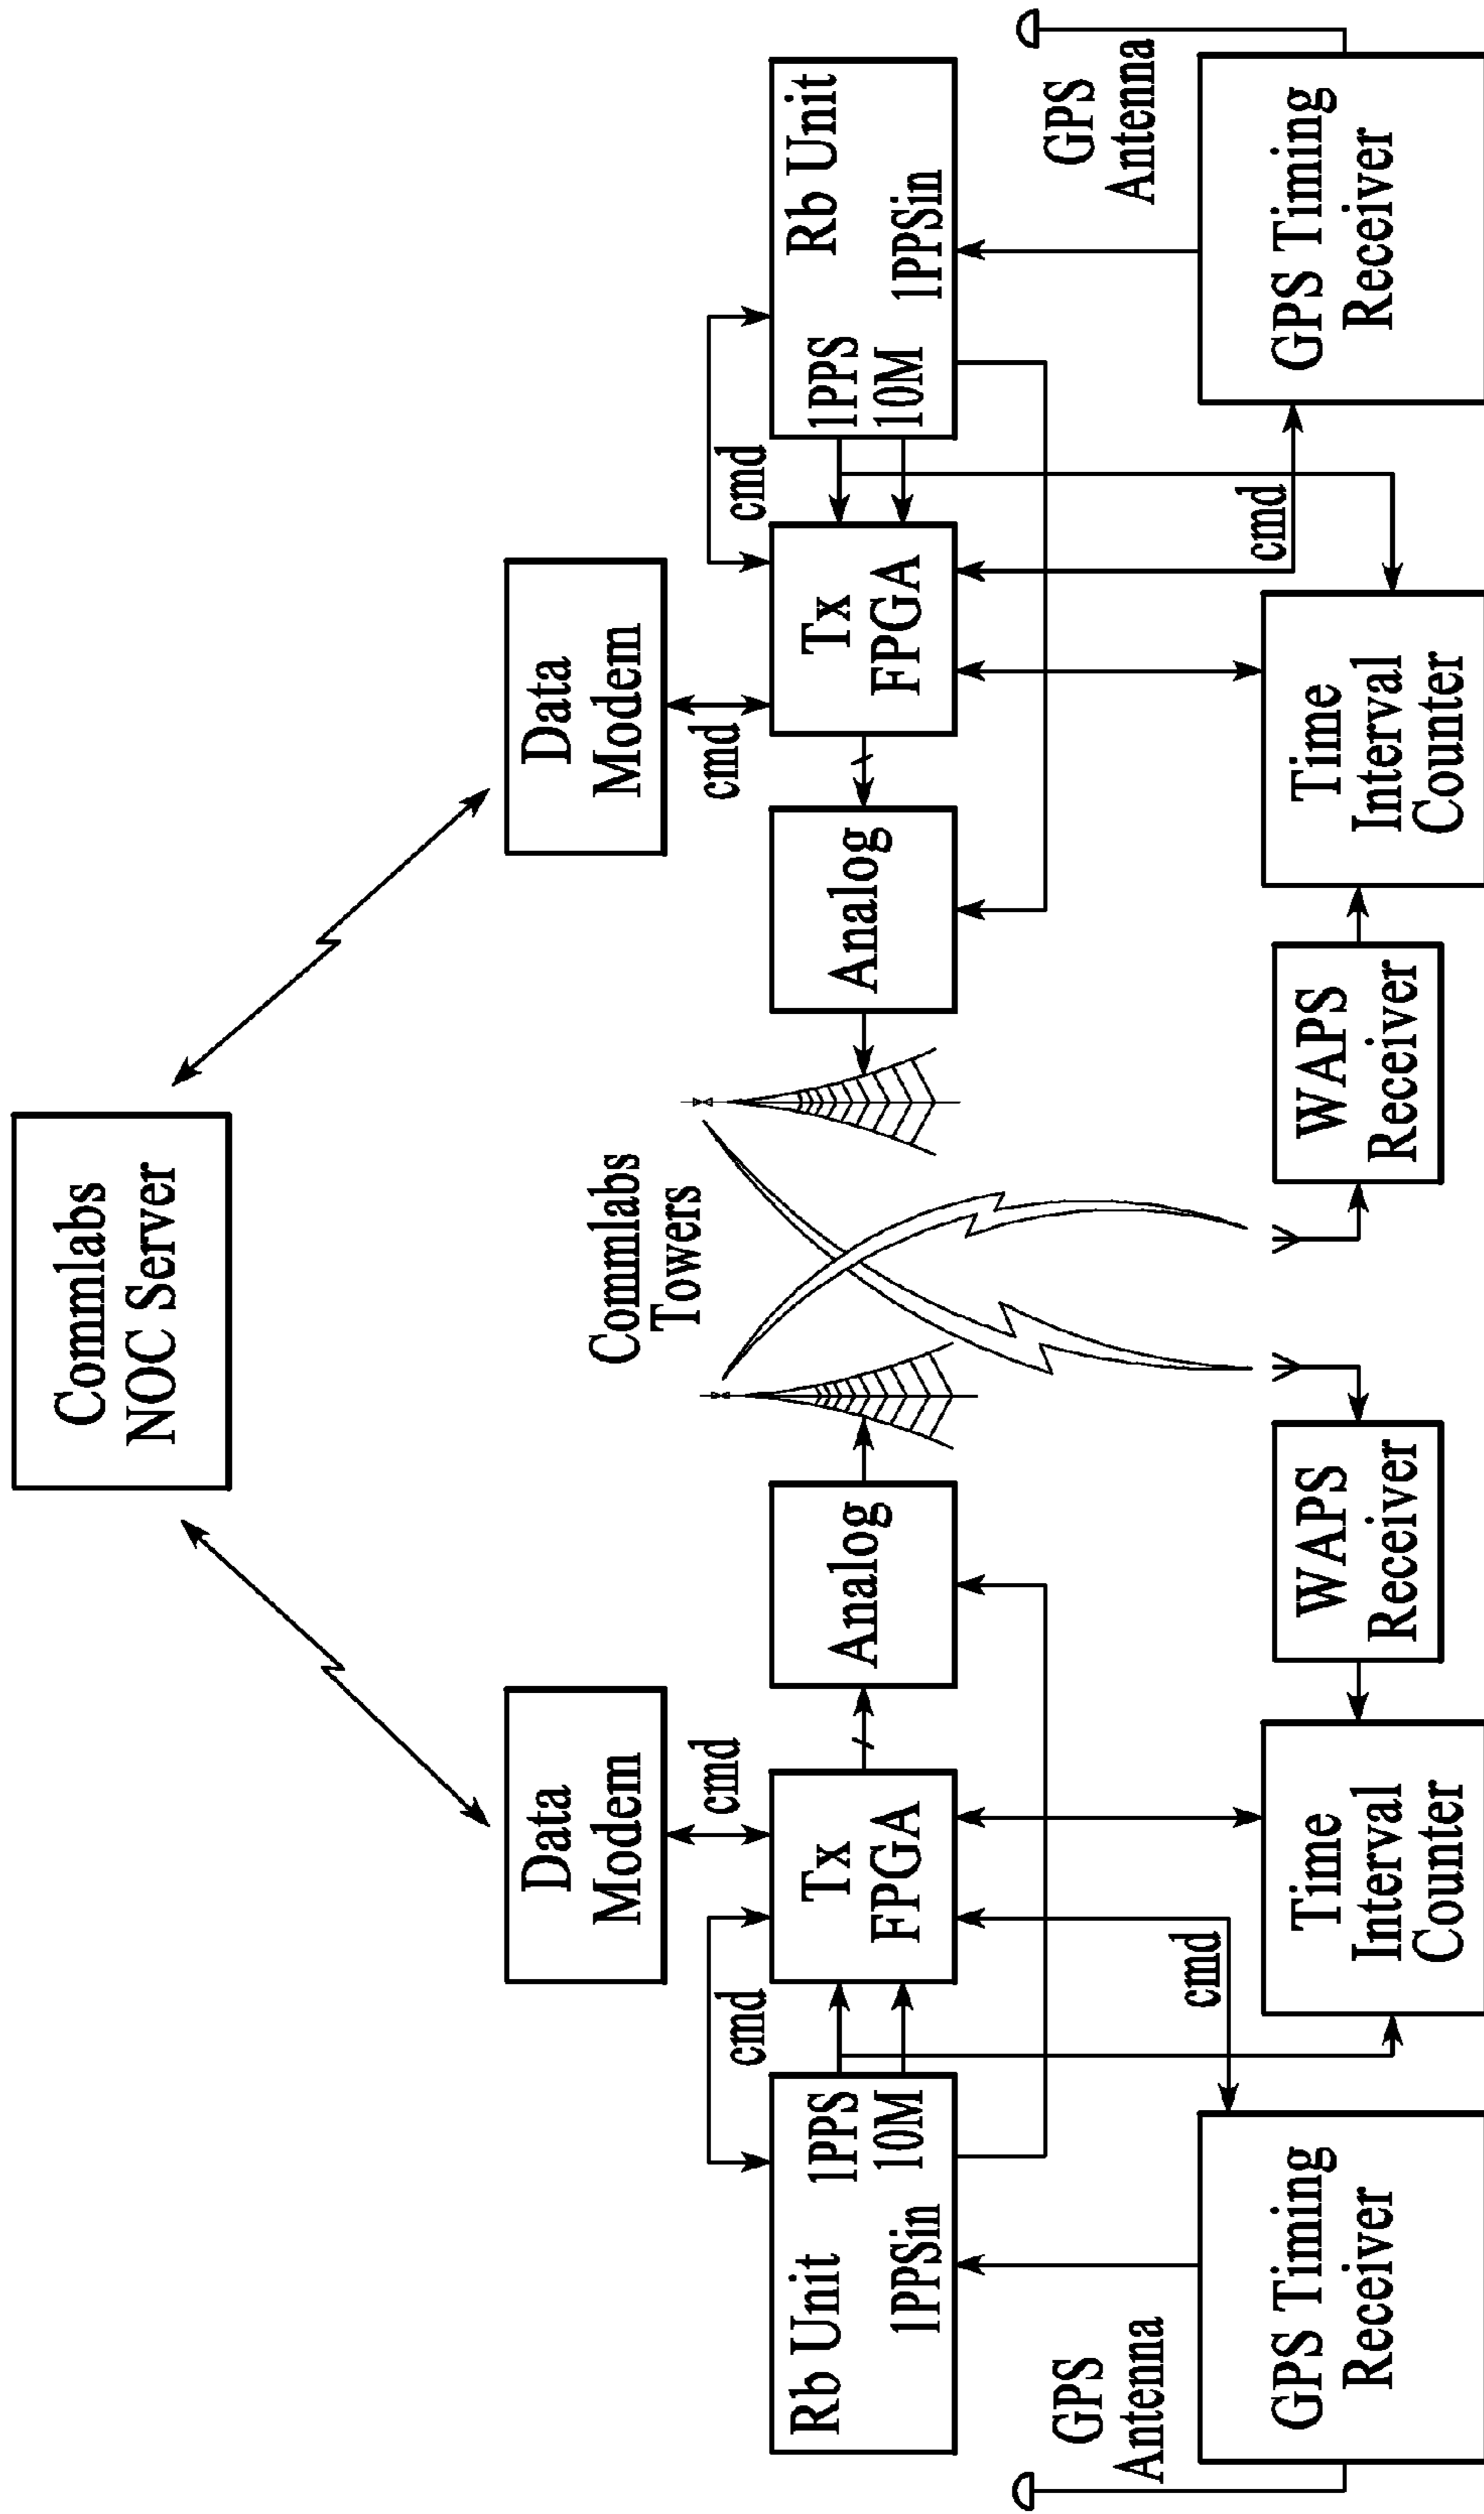 Commlabs
NOC Server
Data
Modem
Data
Modem
cmd
cmd
cmd
cmd
Commlabs
Towers
Rb Unit
1PPS
10M
1PPSin
Tx
FPGA
Analog
Analog
Tx
FPGA
Rb Unit
1PPS
10M
1PPSin
GPS
Antenna
cmd
cmd
GPS
Antenna
GPS Timing
Receiver
Time
Interval
Counter
WAPS
Receiver
WAPS
Receiver
Time
Interval
Counter
GPS Timing
Receiver